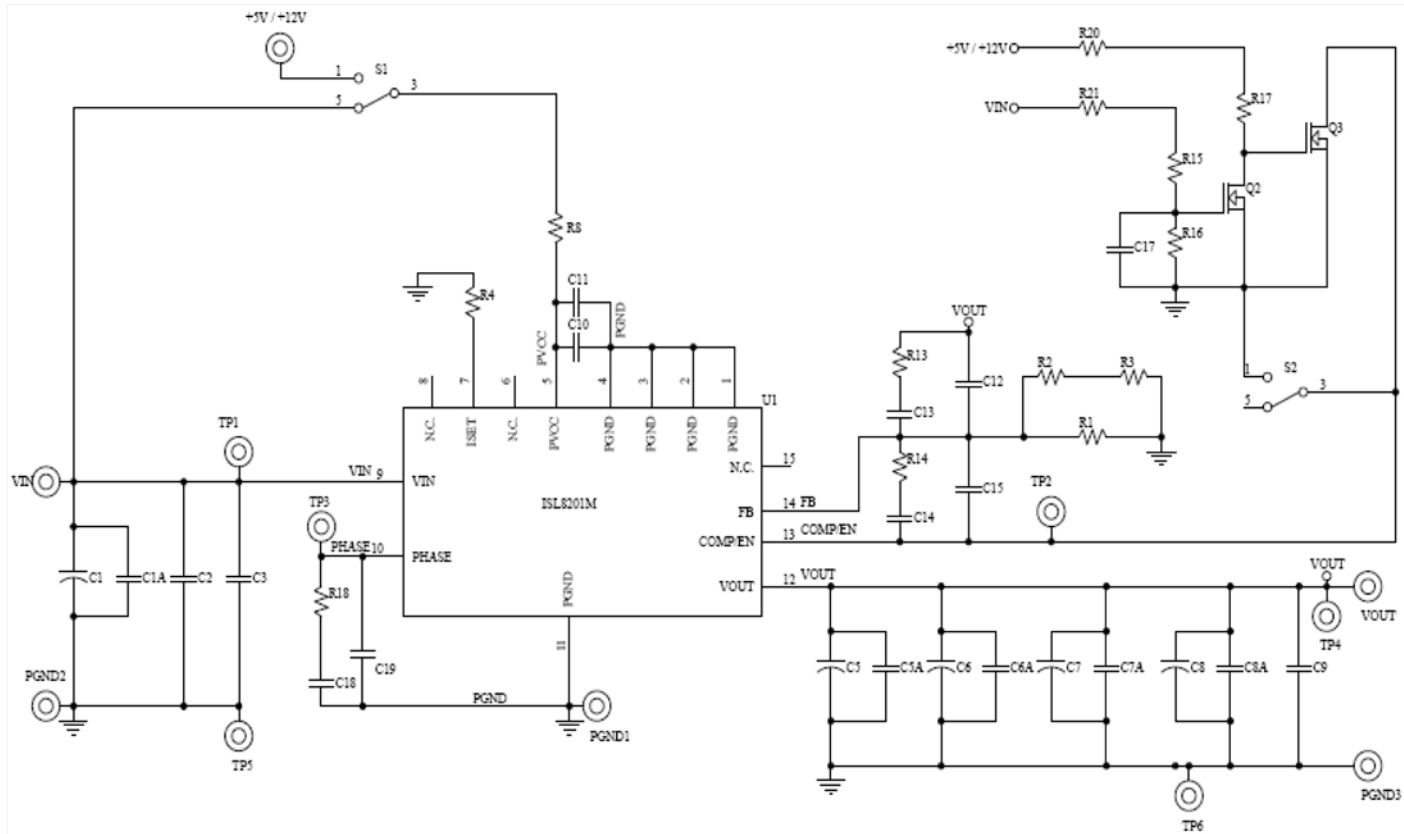 +5V / +12V
1
S1
3
5
+5V / +12V
R20
VIN
R21
R17
Q3
R15
Q2
R16
C17
R8
C11
C10
R4
PVCC
PGND
8
7
6
5
4
3
2
1
N.C.
ISET
N.C.
PVCC
PGND
PGND
PGND
PGND
U1
VOUT
R13
C12
C13
R2
R3
R1
R14
C14
C15
1
S2
3
5
TP1
VIN
VIN
9
VIN
ISL8201M
N.C.
15
FB
14
FB
COMP/EN
13
COMP/EN
TP2
TP3
PHASE
10
PHASE
VOUT
12
VOUT
PGND
11
C1
C1A
C2
C3
R18
C18
C19
PGND
PGND1
PGND2
TP5
VOUT
VOUT
TP4
C5
C5A
C6
C6A
C7
C7A
C8
C8A
C9
PGND3
TP6